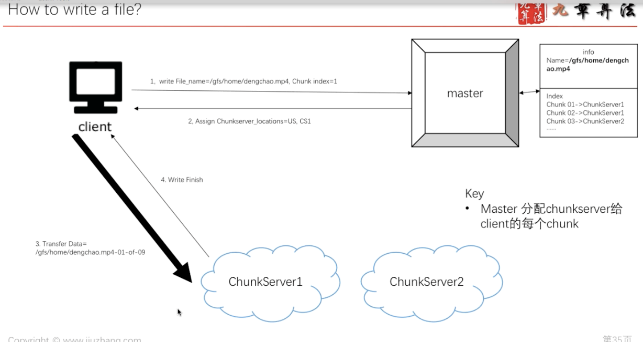 How to write a file?
九章算法
1, write File_name=/gfs/home/dengchao.mp4, Chunk index=1
2, Assign Chunkserver_locations=US, CS1
master
info
Name=/gfs/home/dengch
ao.mp4
Index
Chunk 01->ChunkServer1
Chunk 02->ChunkServer1
Chunk 03->ChunkServer2
......
client
4. Write Finish
Key
• Master 分配chunkserver给
client的每个chunk
3. Transfer Data=
/gfs/home/dengchao.mp4-01-of-09
ChunkServer1
ChunkServer2
Copyright © www.jiuzhang.com
第35页